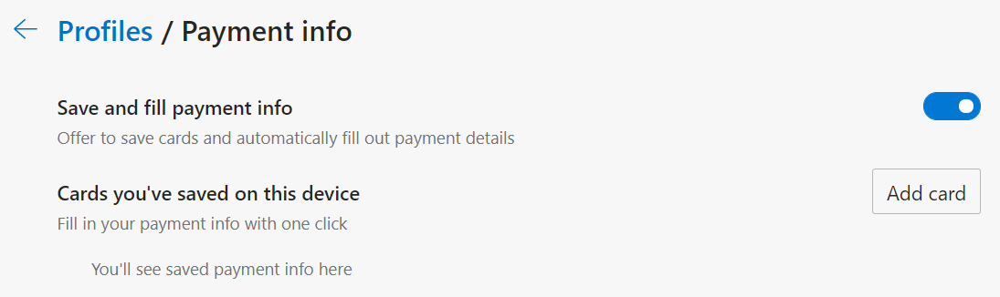 Profiles / Payment info
Save and fill payment info
Offer to save cards and automatically fill out payment details
Cards you've saved on this device
Add card
Fill in your payment info with one click
You'll see saved payment info here